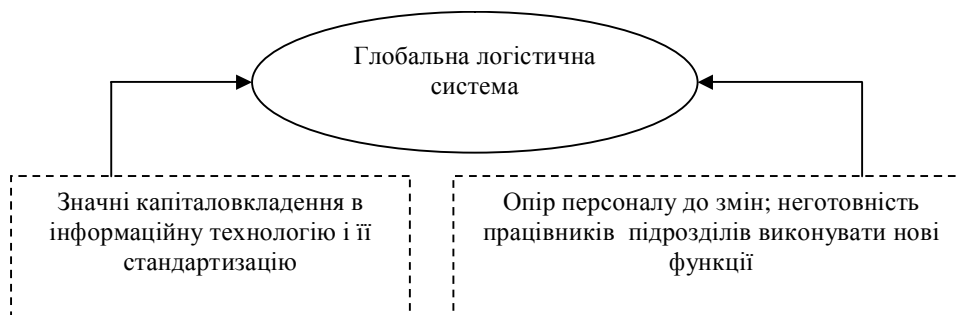 Глобальна логістична
система
Значні капіталовкладення в
інформаційну технологію і її
стандартизацію
Опір персоналу до змін; неготовність
працівників підрозділів виконувати нові
функції